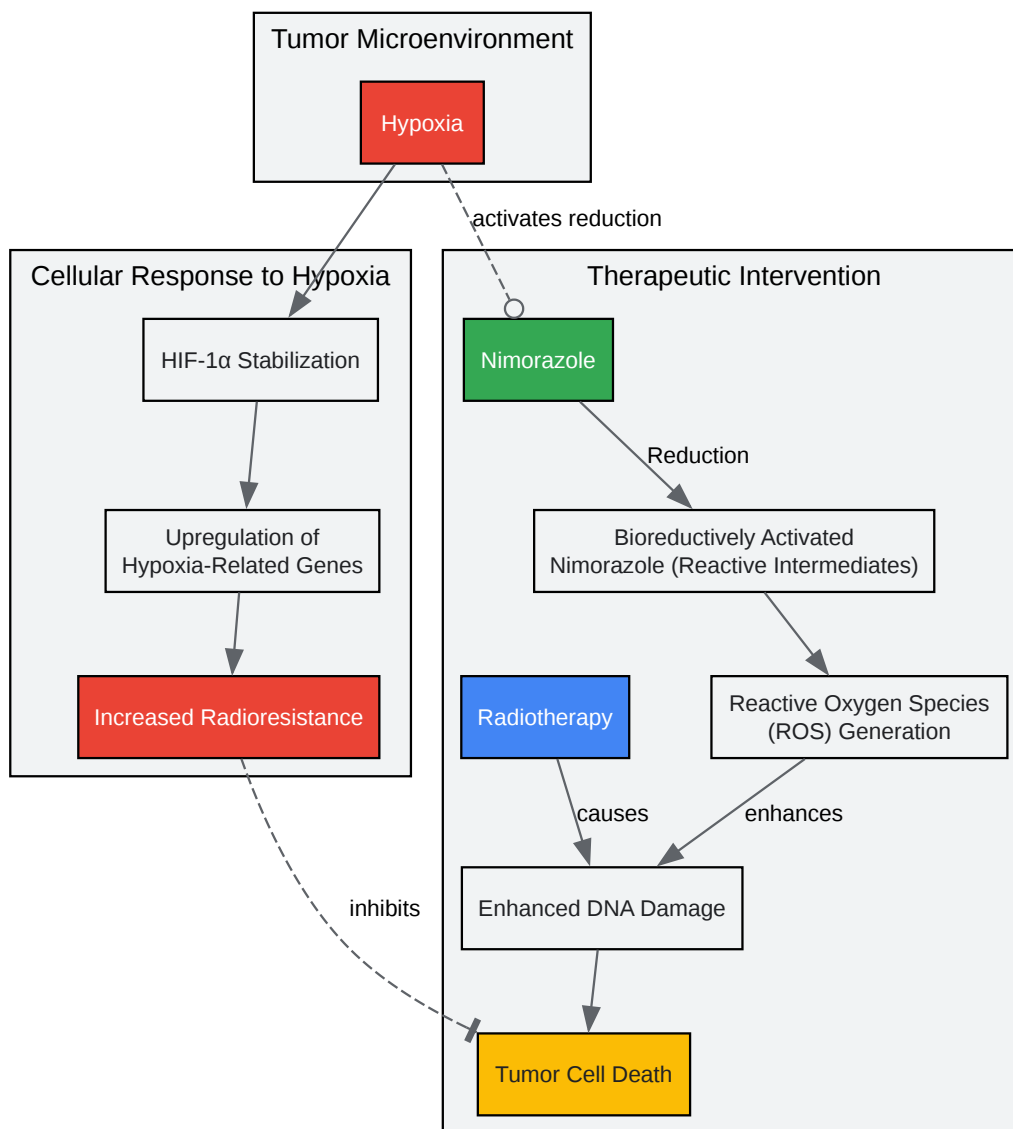 Tumor Microenvironment
Hypoxia
activates reduction
Cellular Response to Hypoxia
HIF-1α Stabilization
Upregulation of
Hypoxia-Related Genes
Increased Radioresistance
inhibits
Therapeutic Intervention
Nimorazole
Reduction
Bioreductively Activated
Nimorazole (Reactive Intermediates)
Radiotherapy
Reactive Oxygen Species
(ROS) Generation
causes
enhances
Enhanced DNA Damage
Tumor Cell Death